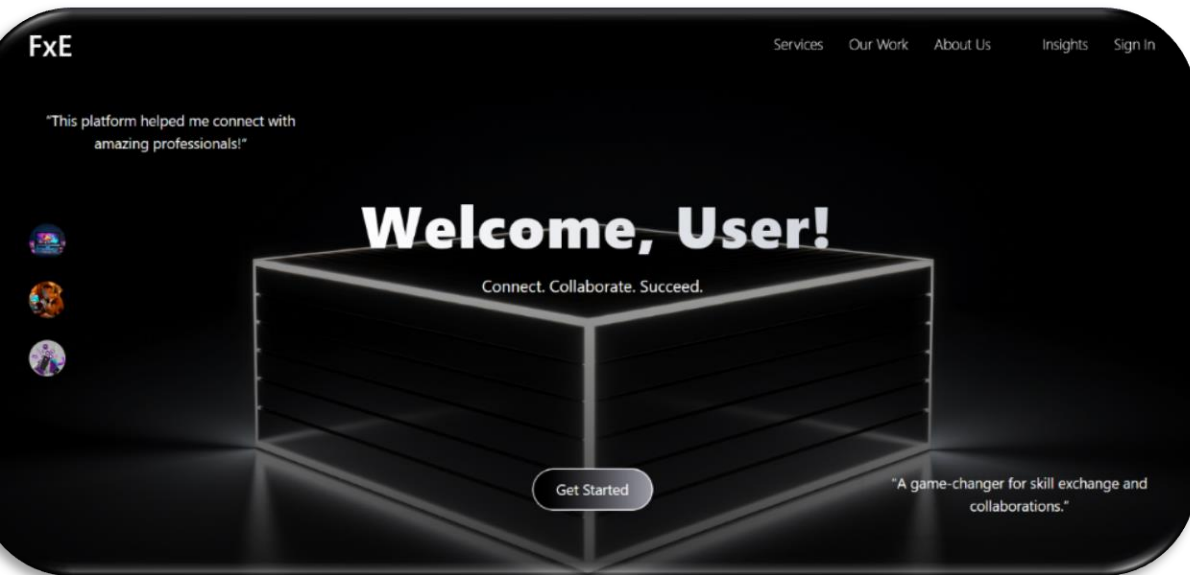 FxE
Services Our Work About Us Insights Sign In
“This platform helped me connect with
amazing professionals!”
Welcome, User!
Connect. Collaborate. Succeed.
Get Started
“A game-changer for skill exchange and
collaborations.”